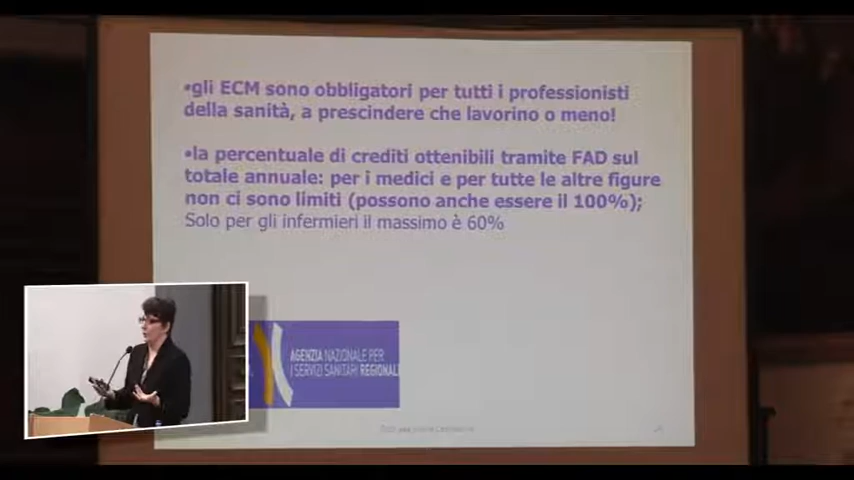 •gli ECM sono obbligatori per tutti i professionisti
della sanità, a prescindere che lavorino o meno!
•la percentuale di crediti ottenibili tramite FAD sul
totale annuale: per i medici e per tutte le altre figure
non ci sono limiti (possono anche essere il 100%);
Solo per gli infermieri il massimo è 60%
AGENZIA NAZIONALE PER
I SERVIZI SANITARI REGIONALI